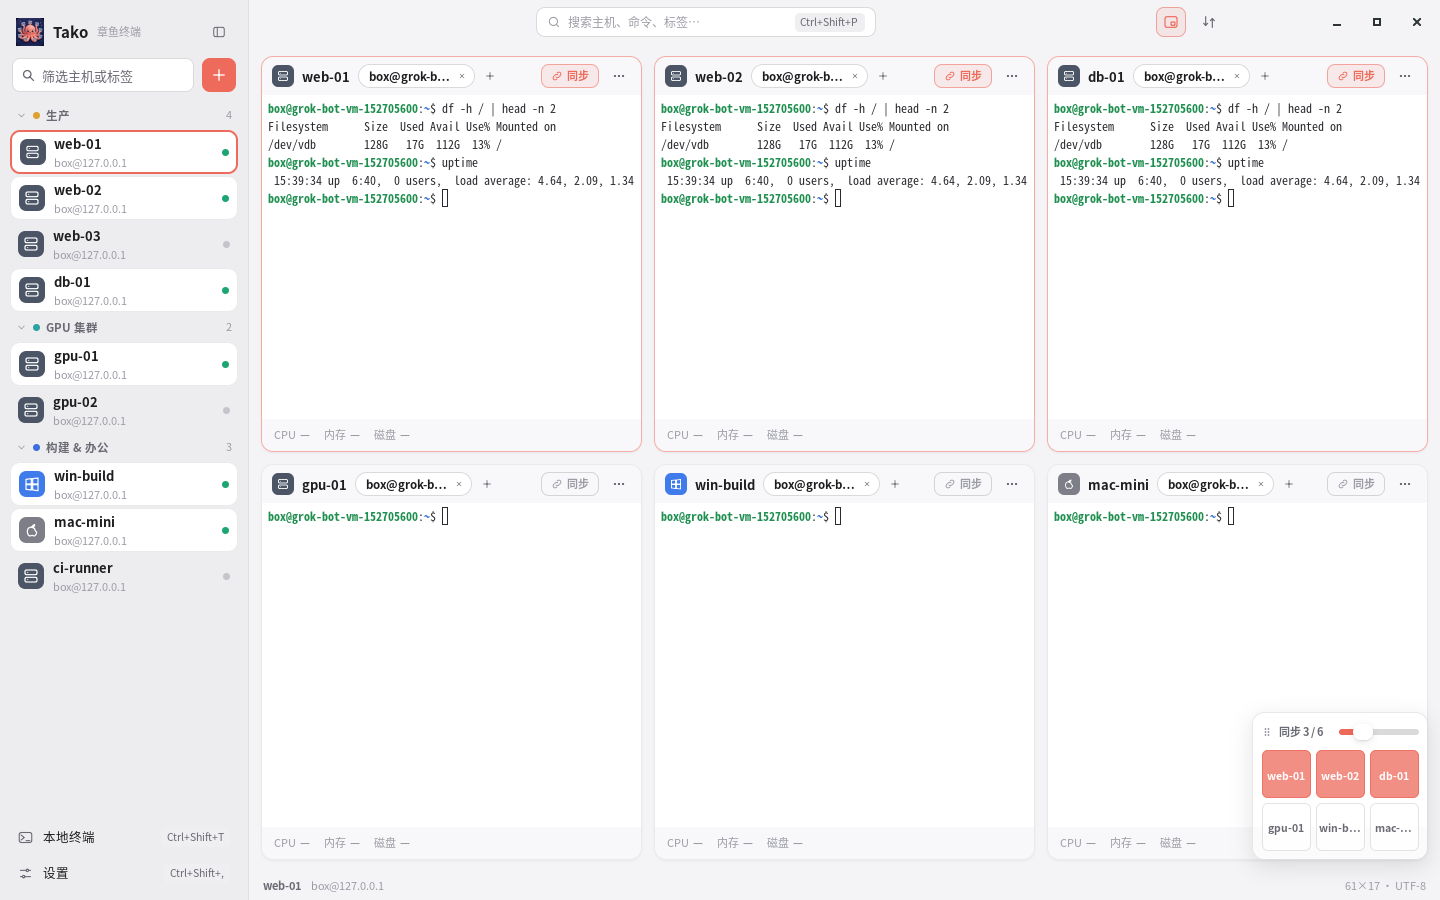 Tako 章鱼终端
搜索主机、命令、标签… Ctrl+Shift+P
筛选主机或标签
生产 4
web-01
box@127.0.0.1
web-02
box@127.0.0.1
web-03
box@127.0.0.1
db-01
box@127.0.0.1
GPU 集群 2
gpu-01
box@127.0.0.1
gpu-02
box@127.0.0.1
构建 & 办公 3
win-build
box@127.0.0.1
mac-mini
box@127.0.0.1
ci-runner
box@127.0.0.1
本地终端 Ctrl+Shift+T
设置 Ctrl+Shift+,
web-01 box@grok-b... × + 同步 ···
box@grok-bot-vm-152705600:~$ df -h / | head -n 2
Filesystem      Size  Used Avail Use% Mounted on
/dev/vdb        128G   17G  112G  13% /
box@grok-bot-vm-152705600:~$ uptime
15:39:34 up  6:40,  0 users,  load average: 4.64, 2.09, 1.34
box@grok-bot-vm-152705600:~$
CPU — 内存 — 磁盘 —
web-02 box@grok-b... × + 同步 ···
box@grok-bot-vm-152705600:~$ df -h / | head -n 2
Filesystem      Size  Used Avail Use% Mounted on
/dev/vdb        128G   17G  112G  13% /
box@grok-bot-vm-152705600:~$ uptime
15:39:34 up  6:40,  0 users,  load average: 4.64, 2.09, 1.34
box@grok-bot-vm-152705600:~$
CPU — 内存 — 磁盘 —
db-01 box@grok-b... × + 同步 ···
box@grok-bot-vm-152705600:~$ df -h / | head -n 2
Filesystem      Size  Used Avail Use% Mounted on
/dev/vdb        128G   17G  112G  13% /
box@grok-bot-vm-152705600:~$ uptime
15:39:34 up  6:40,  0 users,  load average: 4.64, 2.09, 1.34
box@grok-bot-vm-152705600:~$
CPU — 内存 — 磁盘 —
gpu-01 box@grok-b... × + 同步 ···
box@grok-bot-vm-152705600:~$
CPU — 内存 — 磁盘 —
win-build box@grok-b... × + 同步 ···
box@grok-bot-vm-152705600:~$
CPU — 内存 — 磁盘 —
mac-mini box@grok-b... × + 同步 ···
box@grok-bot-vm-152705600:~$
CPU — 内存 — 磁盘 —
同步 3 / 6
web-01 web-02 db-01
gpu-01 win-b... mac-...
web-01 box@127.0.0.1
61×17 · UTF-8